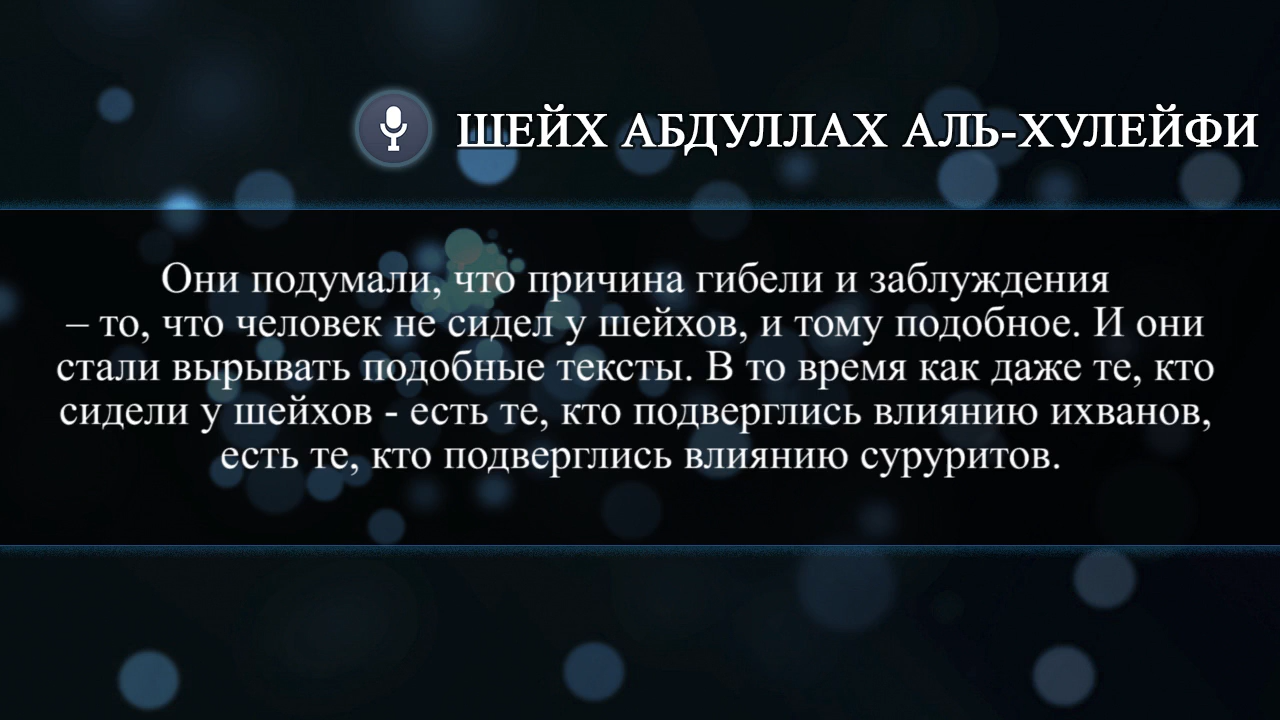 ШЕЙХ АБДУЛЛАХ АЛЬ-ХУЛЕЙФИ
Они подумали, что причина гибели и заблуждения
– то, что человек не сидел у шейхов, и тому подобное. И они
стали вырывать подобные тексты. В то время как даже те, кто
сидели у шейхов - есть те, кто подверглись влиянию ихванов,
есть те, кто подверглись влиянию суруритов.